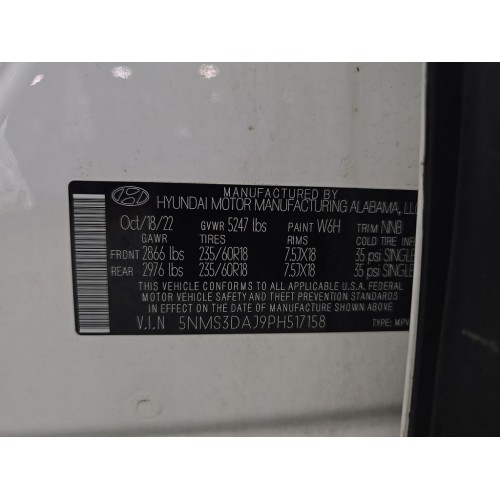 MANUFACTURED BY
HYUNDAI MOTOR MANUFACTURING ALABAMA, LLC
Oct/18/22 GVWR 5247 lbs PAINT W6H TRIM NNB
GAWR TIRES RIMS COLD TIRE
FRONT 2866 lbs 235/60R18 7.5JX18 35 psi SINGLE
REAR 2976 lbs 235/60R18 7.5JX18 35 psi SINGLE
THIS VEHICLE CONFORMS TO ALL APPLICABLE U.S.A. FEDERAL
MOTOR VEHICLE SAFETY AND THEFT PREVENTION STANDARDS IN
EFFECT ON THE DATE OF MANUFACTURE SHOWN ABOVE.
V.I.N 5NMS3DAJ9PH517158 TYPE: MPV